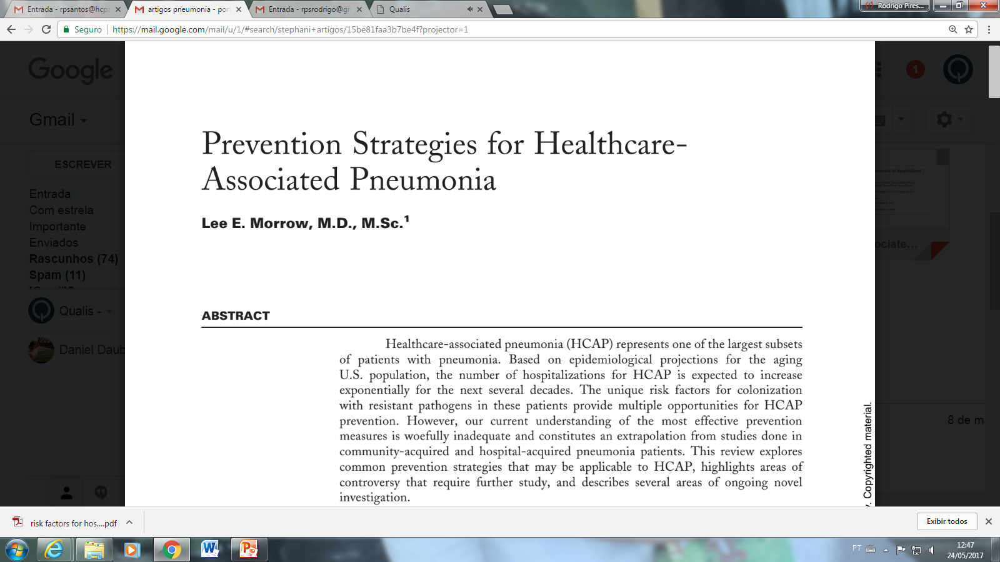 Entrada - rpsantos@hcp
artigos pneumonia - por
Entrada - rpsrodrigo@g
Qualis
Rodrigo Pires...
Seguro
https://mail.google.com/mail/u/1/#search/stephani+artigos/15be81faa3b7be4f?projector=1
Google
1
Gmail
ESCREVER
Entrada
Com estrela
Importante
Enviados
Rascunhos (74)
Spam (11)
Qualis -
Daniel Daub
Prevention Strategies for Healthcare-
Associated Pneumonia
Lee E. Morrow, M.D., M.Sc.1
ABSTRACT
Healthcare-associated pneumonia (HCAP) represents one of the largest subsets
of patients with pneumonia. Based on epidemiological projections for the aging
U.S. population, the number of hospitalizations for HCAP is expected to increase
exponentially for the next several decades. The unique risk factors for colonization
with resistant pathogens in these patients provide multiple opportunities for HCAP
prevention. However, our current understanding of the most effective prevention
measures is woefully inadequate and constitutes an extrapolation from studies done in
community-acquired and hospital-acquired pneumonia patients. This review explores
common prevention strategies that may be applicable to HCAP, highlights areas of
controversy that require further study, and describes several areas of ongoing novel
investigation.
Copyrighted material.
ociate...
8 de m
risk factors for hos....pdf
Exibir todos
PT
12:47
24/05/2017